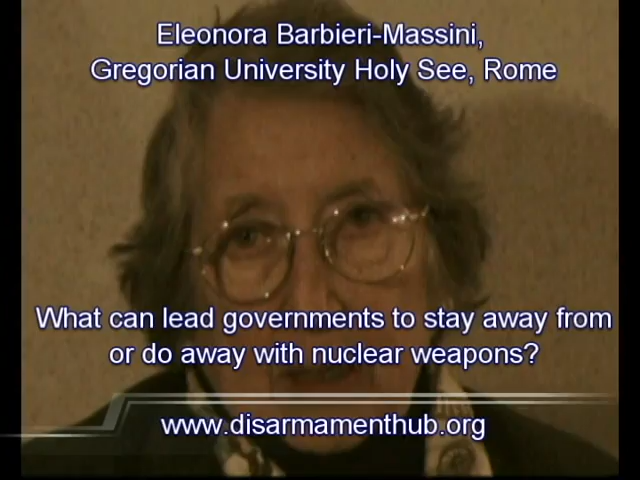 Eleonora Barbieri-Massini,
Gregorian University Holy See, Rome
What can lead governments to stay away from
or do away with nuclear weapons?
www.disarmamenthub.org